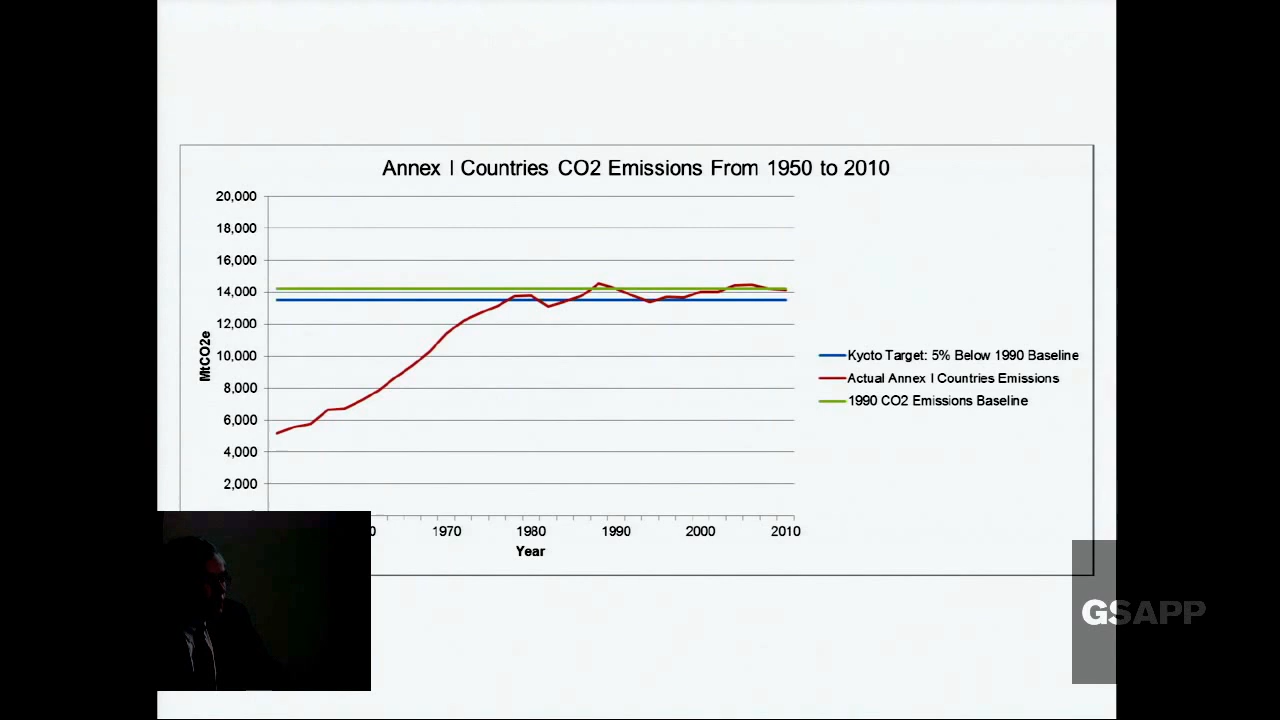 Annex I Countries CO2 Emissions From 1950 to 2010
20,000
18,000
16,000
14,000
12,000
10,000
8,000
6,000
4,000
2,000
MtCO2e
1970 1980 1990 2000 2010
Year
Kyoto Target: 5% Below 1990 Baseline
Actual Annex I Countries Emissions
1990 CO2 Emissions Baseline
GSAPP